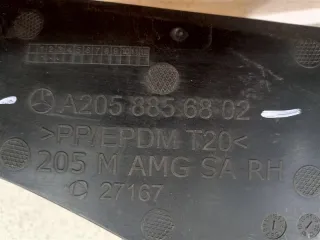 A205 885 68 02
>PP/EPDM T20<
205 M AMG SA RH
27167